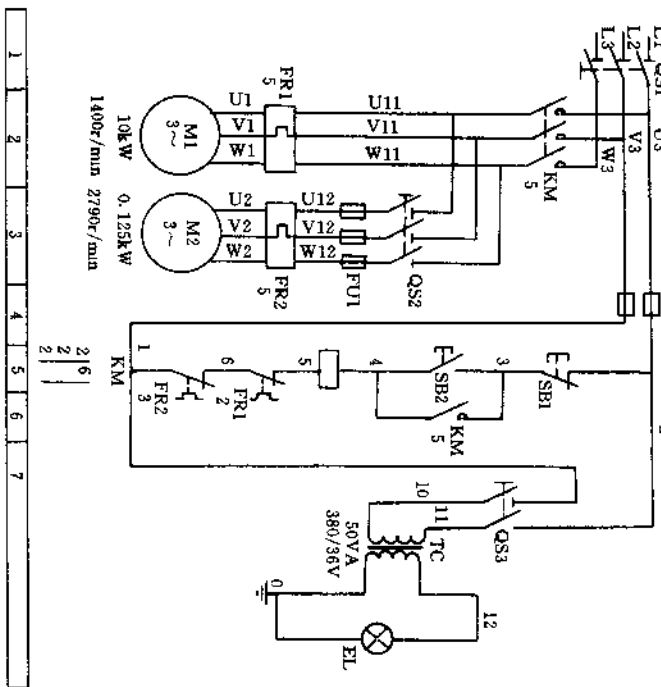 L2
L3
V3
W3
KM
5
U11
V11
W11
FR1
5
U1
V1
W1
M1
3~
10kW
1400r/min
QS2
FU1
U12
V12
W12
FR2
5
U2
V2
W2
M2
3~
0.125kW
2790r/min
SB1
3
SB2
KM
5
4
5
FR1
2
6
FR2
3
1
KM
2 6
2
2
QS3
10
11
TC
50VA
380/36V
0
12
EL
1
2
3
4
5
6
7